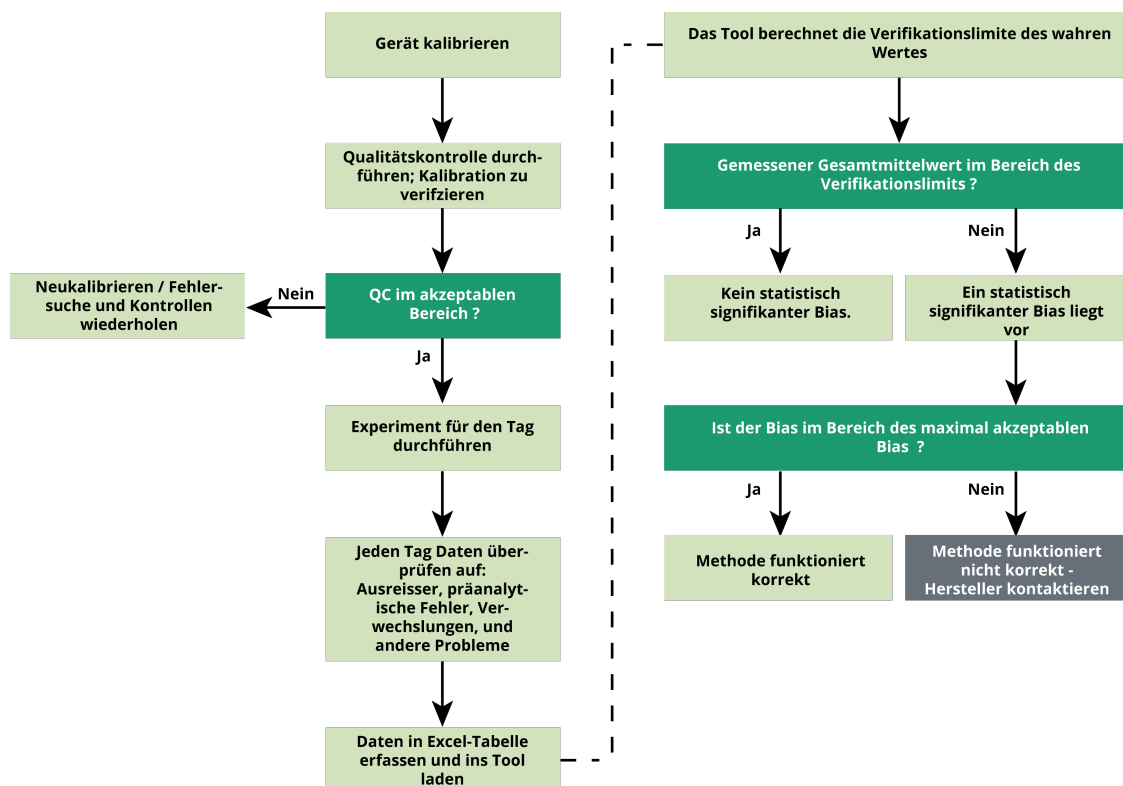 Gerät kalibrieren
Qualitätskontrolle durch-
führen; Kalibration zu
verifzieren
QC im akzeptablen
Bereich ?
Nein
Neukalibrieren / Fehler-
suche und Kontrollen
wiederholen
Ja
Experiment für den Tag
durchführen
Jeden Tag Daten über-
prüfen auf:
Ausreisser, präanalyt-
ische Fehler, Ver-
wechslungen, und
andere Probleme
Daten in Excel-Tabelle
erfassen und ins Tool
laden
Das Tool berechnet die Verifikationslimite des wahren
Wertes
Gemessener Gesamtmittelwert im Bereich des
Verifikationslimits ?
Ja
Nein
Kein statistisch
signifikanter Bias.
Ein statistisch
signifikanter Bias liegt
vor
Ist der Bias im Bereich des maximal akzeptablen
Bias  ?
Ja
Nein
Methode funktioniert
korrekt
Methode funktioniert
nicht korrekt -
Hersteller kontaktieren